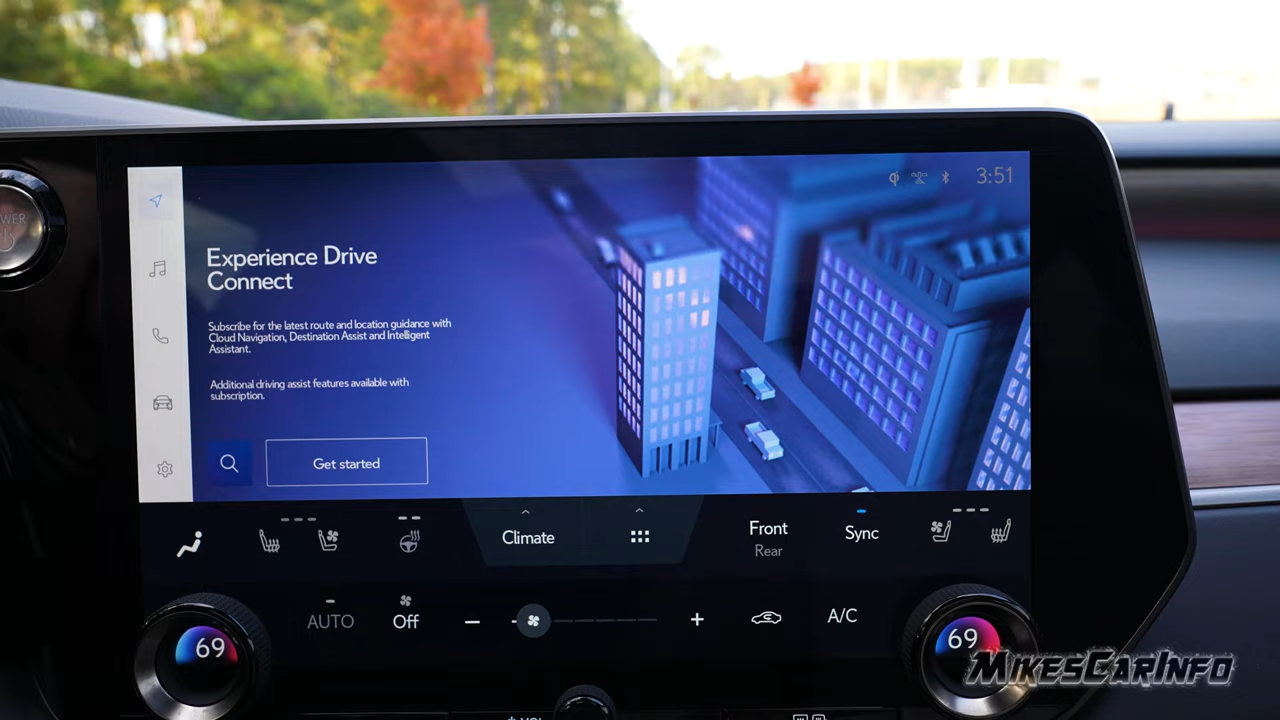 3:51
POWER
Experience Drive
Connect
Subscribe for the latest route and location guidance with
Cloud Navigation, Destination Assist and Intelligent
Assistant.
Additional driving assist features available with
subscription.
Get started
Climate
Front
Rear
Sync
AUTO
Off
A/C
69
69
MIKESCARINFO